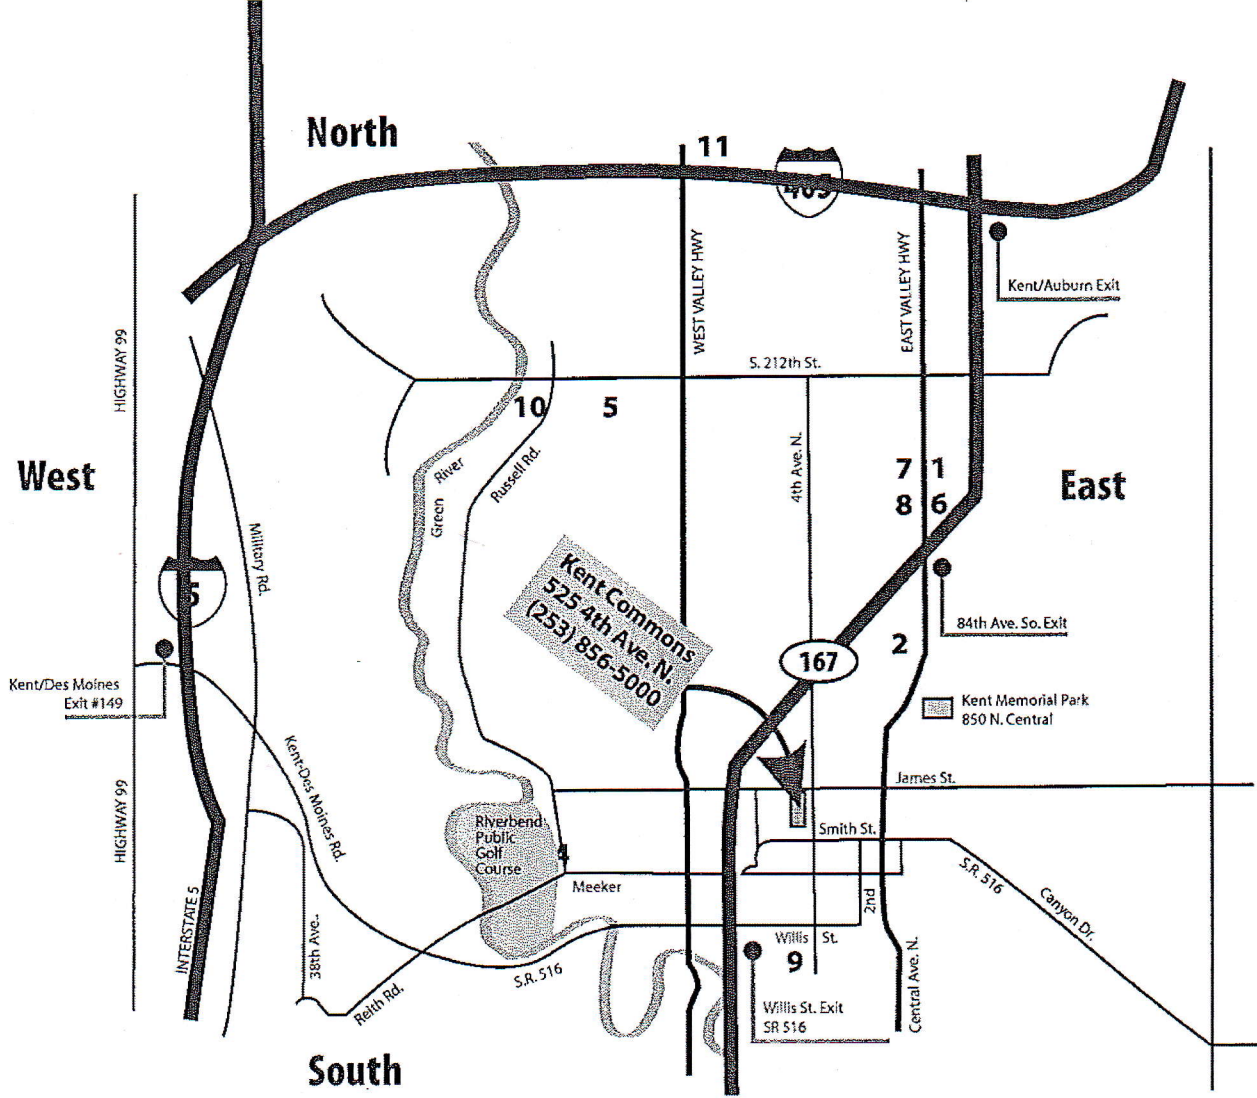 North
11
405
WEST VALLEY HWY
EAST VALLEY HWY
Kent/Auburn Exit
HIGHWAY 99
S. 212th St.
10
5
West
River
Green
Russell Rd.
4th Ave. N.
7
1
8
6
East
Military Rd.
5
Kent Commons
525 4th Ave. N.
(253) 856-5000
84th Ave. So. Exit
2
167
Kent/Des Moines
Exit #149
Kent Memorial Park
850 N. Central
Kent-Des Moines Rd.
James St.
HIGHWAY 99
Riverbend
Public
Golf
Course
4
Smith St.
Meeker
S.R. 516
Canyon Dr.
2nd
INTERSTATE 5
38th Ave..
Willis St.
9
S.R. 516
Reith Rd.
Willis St. Exit
SR 516
Central Ave. N.
South